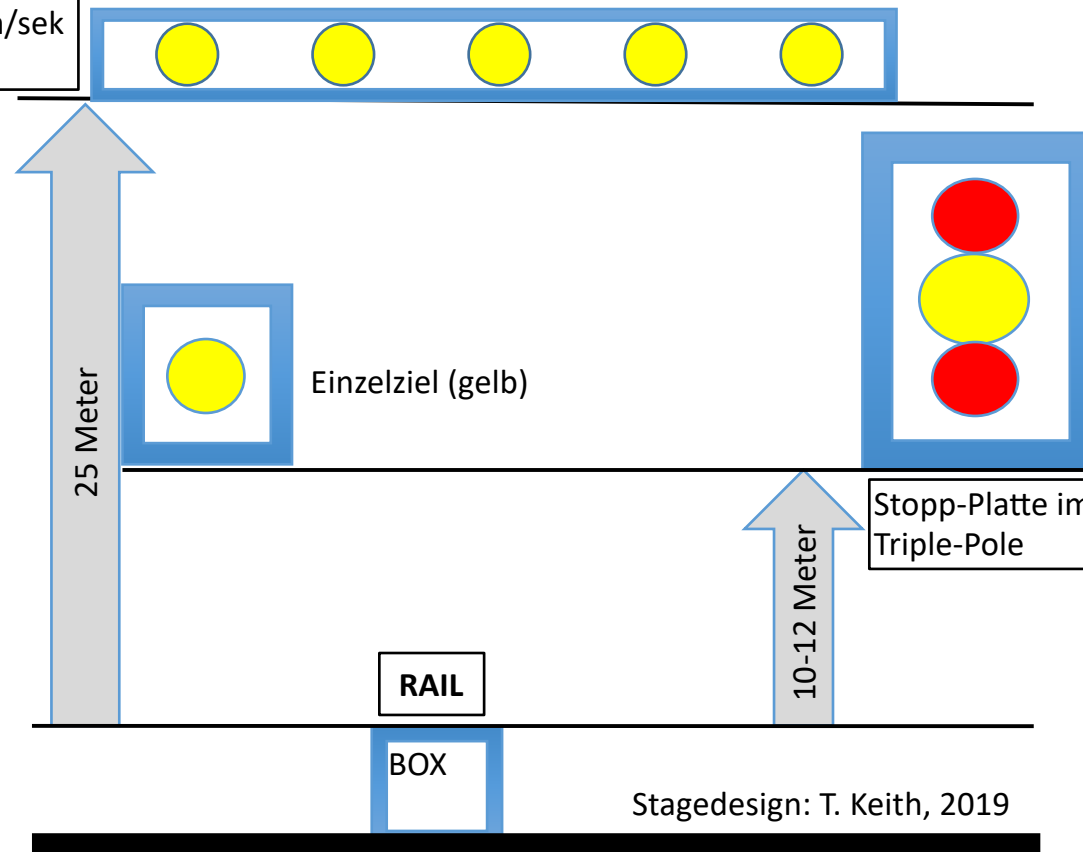 /sek
25 Meter
Einzelziel (gelb)
Stopp-Platte im
Triple-Pole
10-12 Meter
RAIL
BOX
Stagedesign: T. Keith, 2019